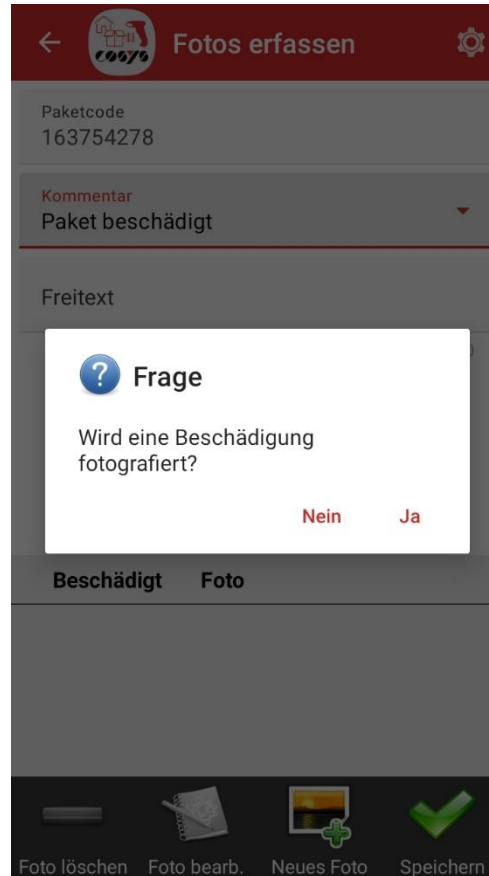 COSYS
Fotos erfassen
Paketcode
163754278
Kommentar
Paket beschädigt
Freitext
Frage
Wird eine Beschädigung
fotografiert?
Nein Ja
Beschädigt Foto
Foto löschen Foto bearb. Neues Foto Speichern